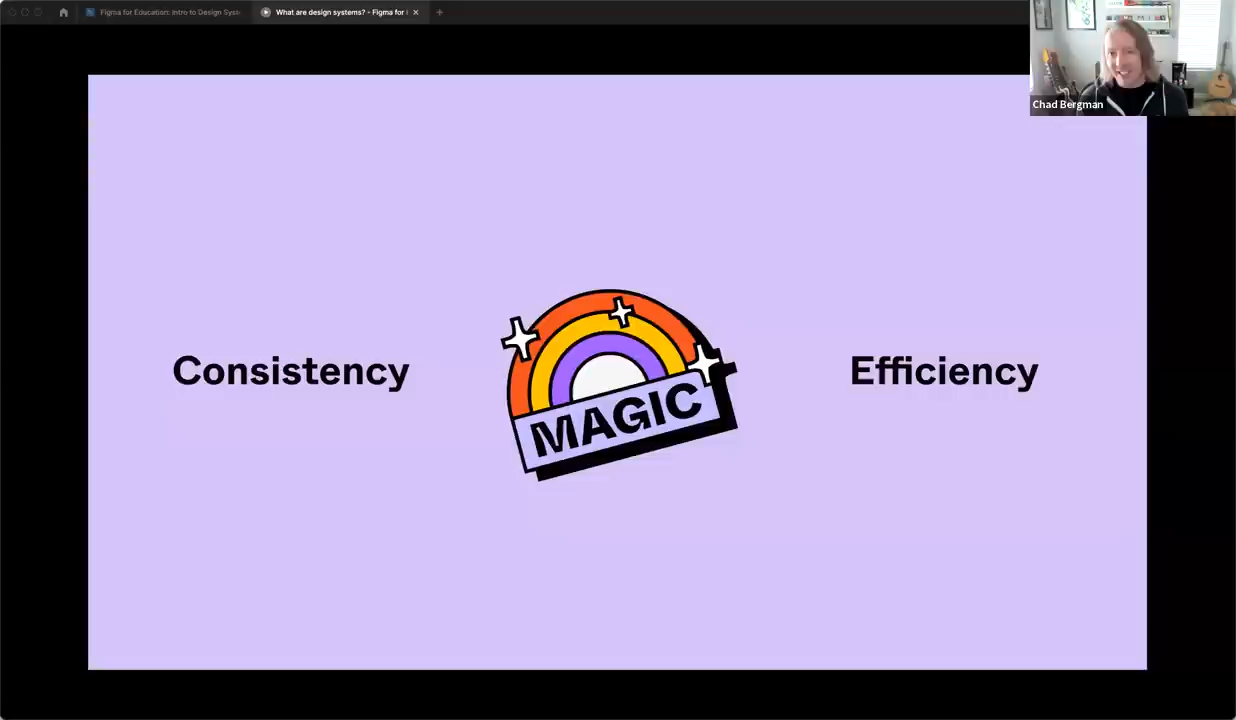 Figma for Education: Intro to Design Syst
What are design systems? - Figma for
Chad Bergman
Consistency
MAGIC
Efficiency